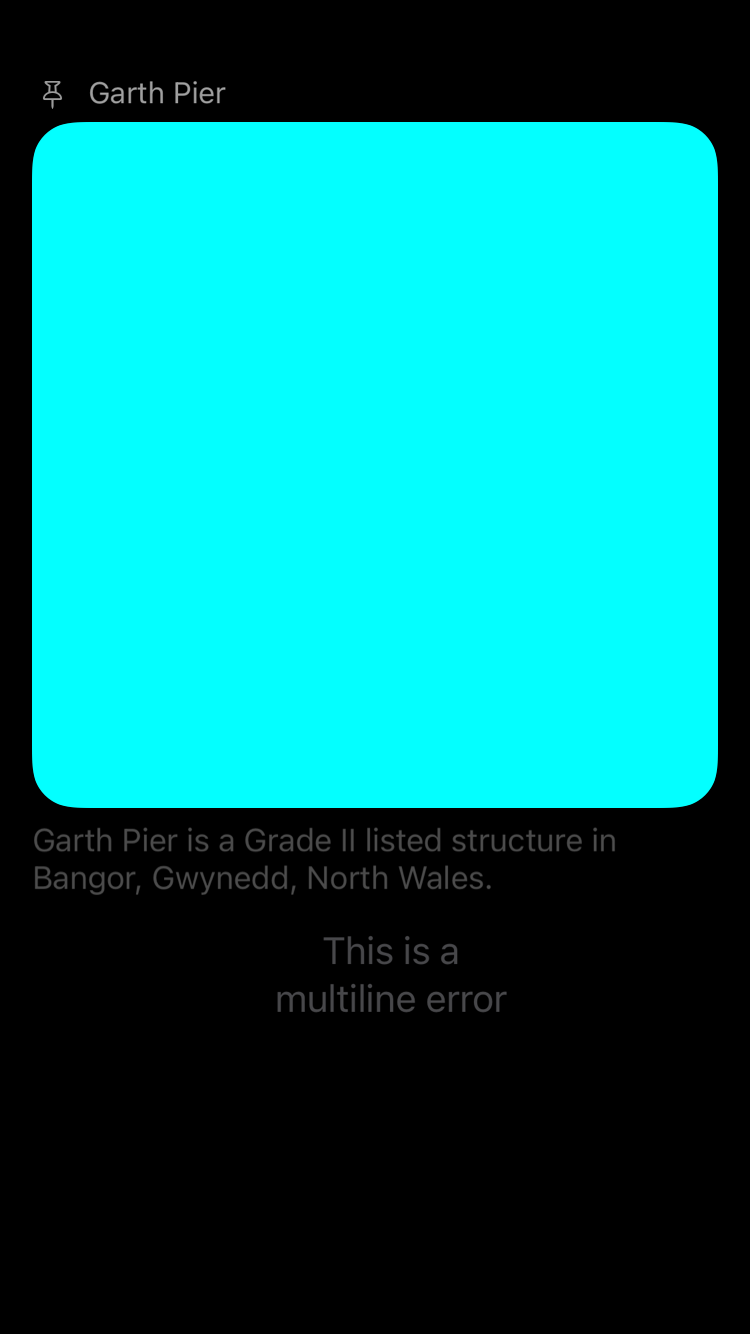 Garth Pier
Garth Pier is a Grade II listed structure in
Bangor, Gwynedd, North Wales.
This is a
multiline error